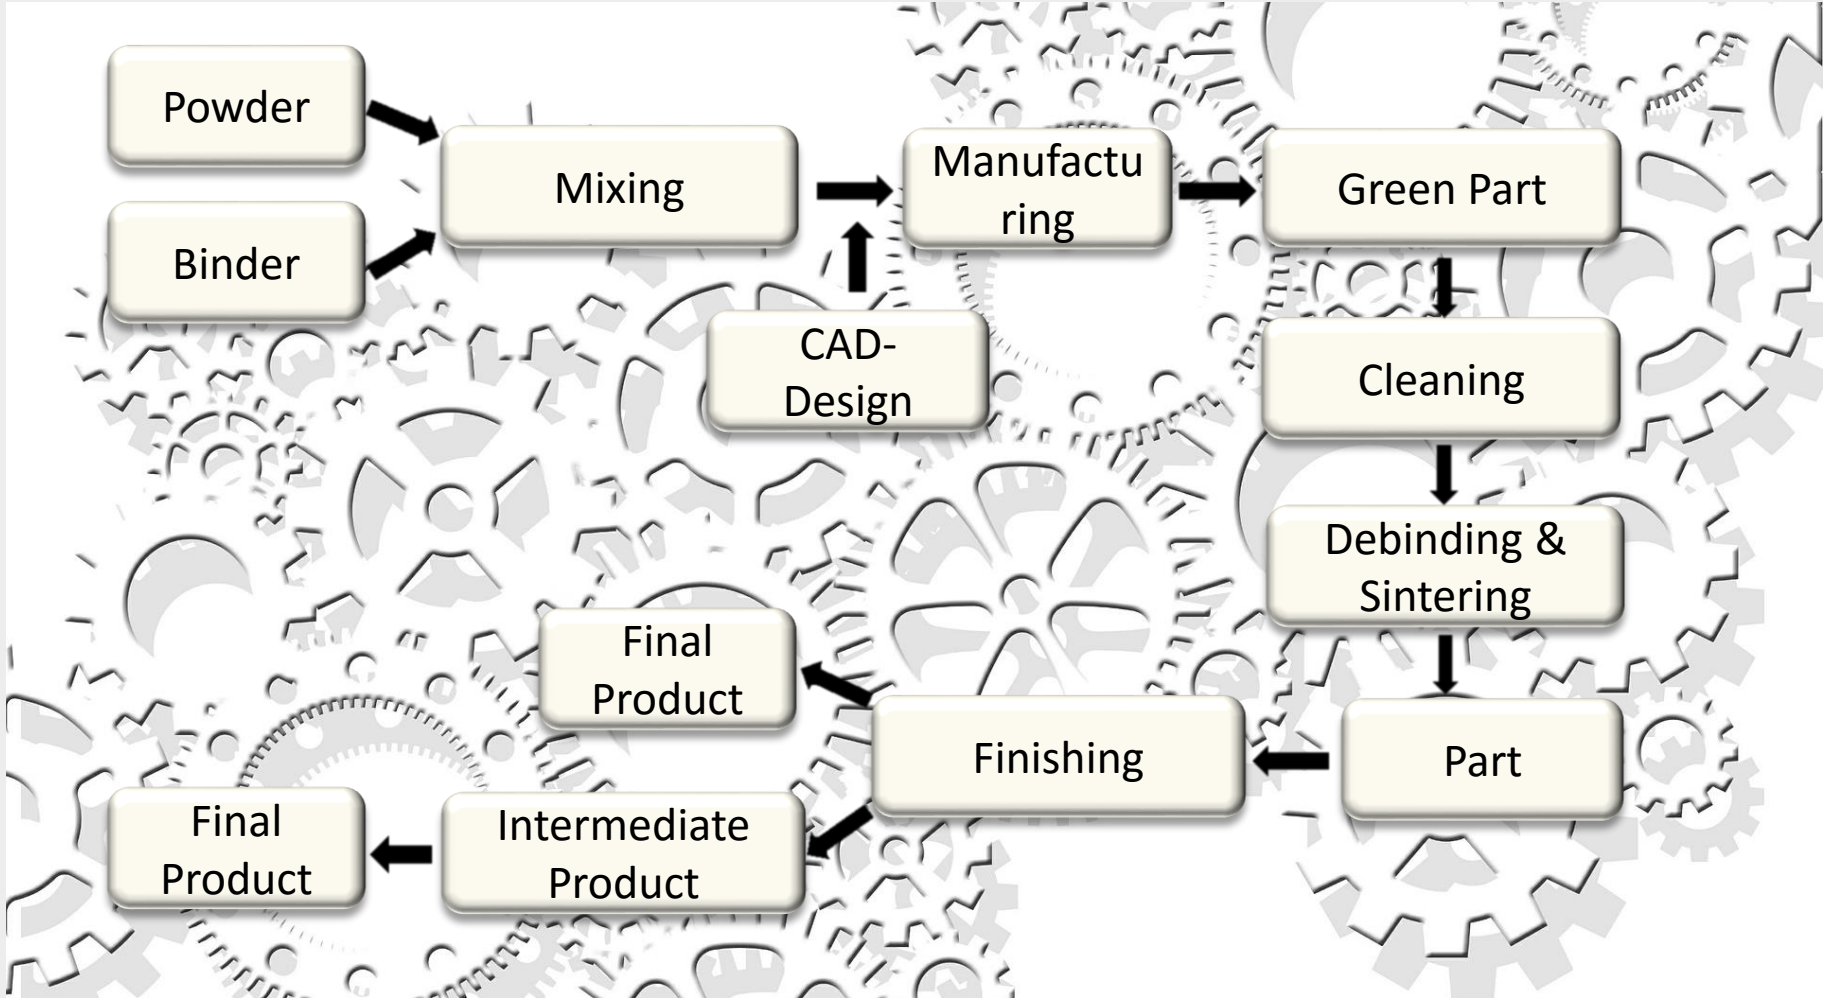 Powder
Binder
Mixing
Manufactu
ring
Green Part
CAD-
Design
Cleaning
Debinding &
Sintering
Part
Finishing
Final
Product
Intermediate
Product
Final
Product